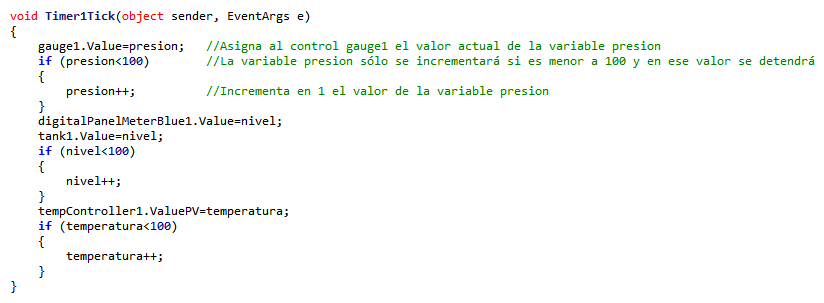 void Timer1Tick(object sender, EventArgs e)
{
    gauge1.Value=presion;   //Asigna al control gauge1 el valor actual de la variable presion
    if (presion<100)        //La variable presion sólo se incrementará si es menor a 100 y en ese valor se detendrá
    {
        presion++;          //Incrementa en 1 el valor de la variable presion
    }
    digitalPanelMeterBlue1.Value=nivel;
    tank1.Value=nivel;
    if (nivel<100)
    {
        nivel++;
    }
    tempController1.ValuePV=temperatura;
    if (temperatura<100)
    {
        temperatura++;
    }
}